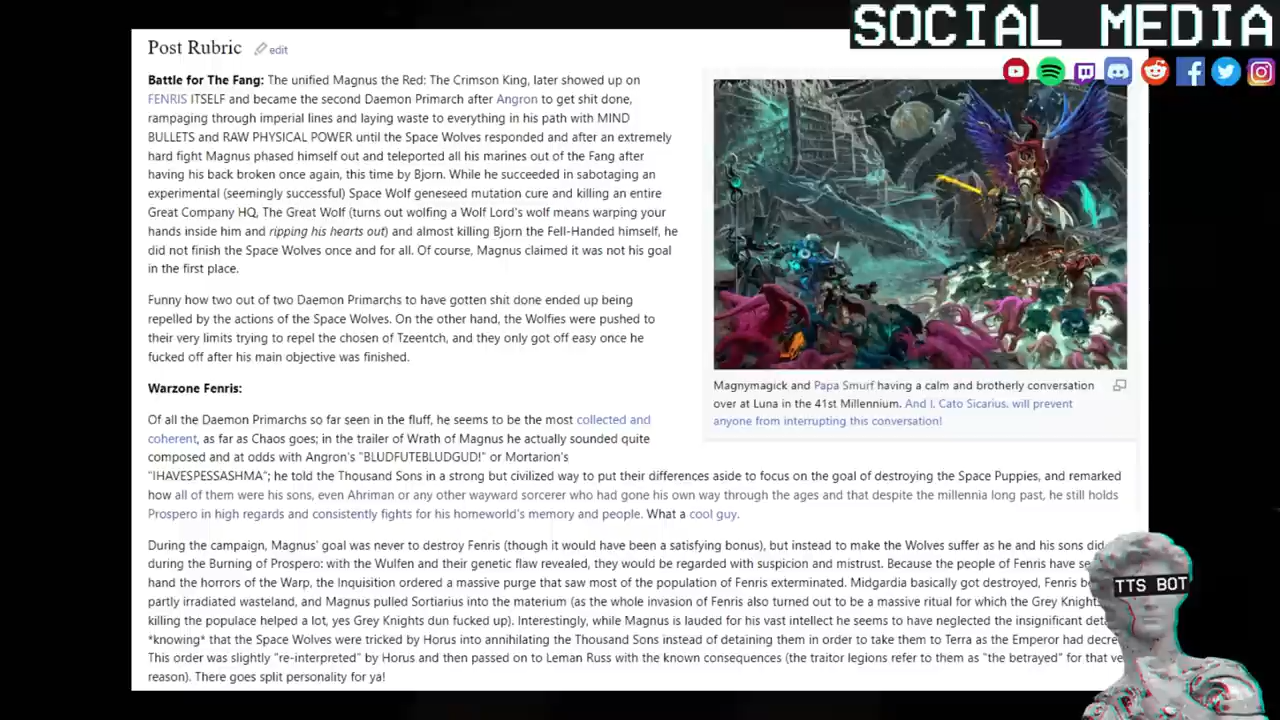 SOCIAL MEDIA
Post Rubric edit
Battle for The Fang: The unified Magnus the Red: The Crimson King, later showed up on
FENRIS ITSELF and became the second Daemon Primarch after Angron to get shit done,
rampaging through imperial lines and laying waste to everything in his path with MIND
BULLETS and RAW PHYSICAL POWER until the Space Wolves responded and after an extremely
hard fight Magnus phased himself out and teleported all his marines out of the Fang after
having his back broken once again, this time by Bjorn. While he succeeded in sabotaging an
experimental (seemingly successful) Space Wolf geneseed mutation cure and killing an entire
Great Company HQ, The Great Wolf (turns out wolfing a Wolf Lord's wolf means warping your
hands inside him and ripping his hearts out) and almost killing Bjorn the Fell-Handed himself, he
did not finish the Space Wolves once and for all. Of course, Magnus claimed it was not his goal
in the first place.
Funny how two out of two Daemon Primarchs to have gotten shit done ended up being
repelled by the actions of the Space Wolves. On the other hand, the Wolfies were pushed to
their very limits trying to repel the chosen of Tzeentch, and they only got off easy once he
fucked off after his main objective was finished.
Magnymagick and Papa Smurf having a calm and brotherly conversation
over at Luna in the 41st Millennium. And I, Cato Sicarius, will prevent
anyone from interrupting this conversation!
Warzone Fenris:
Of all the Daemon Primarchs so far seen in the fluff, he seems to be the most collected and
coherent, as far as Chaos goes; in the trailer of Wrath of Magnus he actually sounded quite
composed and at odds with Angron's "BLUDFUTEBLUDGUD!" or Mortarion's
"IHAVESPESSASHMA"; he told the Thousand Sons in a strong but civilized way to put their differences aside to focus on the goal of destroying the Space Puppies, and remarked
how all of them were his sons, even Ahriman or any other wayward sorcerer who had gone his own way through the ages and that despite the millennia long past, he still holds
Prospero in high regards and consistently fights for his homeworld's memory and people. What a cool guy.
During the campaign, Magnus' goal was never to destroy Fenris (though it would have been a satisfying bonus), but instead to make the Wolves suffer as he and his sons did
during the Burning of Prospero: with the Wulfen and their genetic flaw revealed, they would be regarded with suspicion and mistrust. Because the people of Fenris have se
hand the horrors of the Warp, the Inquisition ordered a massive purge that saw most of the population of Fenris exterminated. Midgardia basically got destroyed, Fenris b
partly irradiated wasteland, and Magnus pulled Sortiarius into the materium (as the whole invasion of Fenris also turned out to be a massive ritual for which the Grey Knights
killing the populace helped a lot, yes Grey Knights dun fucked up). Interestingly, while Magnus is lauded for his vast intellect he seems to have neglected the insignificant deta
*knowing* that the Space Wolves were tricked by Horus into annihilating the Thousand Sons instead of detaining them in order to take them to Terra as the Emperor had decre
This order was slightly "re-interpreted" by Horus and then passed on to Leman Russ with the known consequences (the traitor legions refer to them as "the betrayed" for that ve
reason). There goes split personality for ya!
TTS BOT